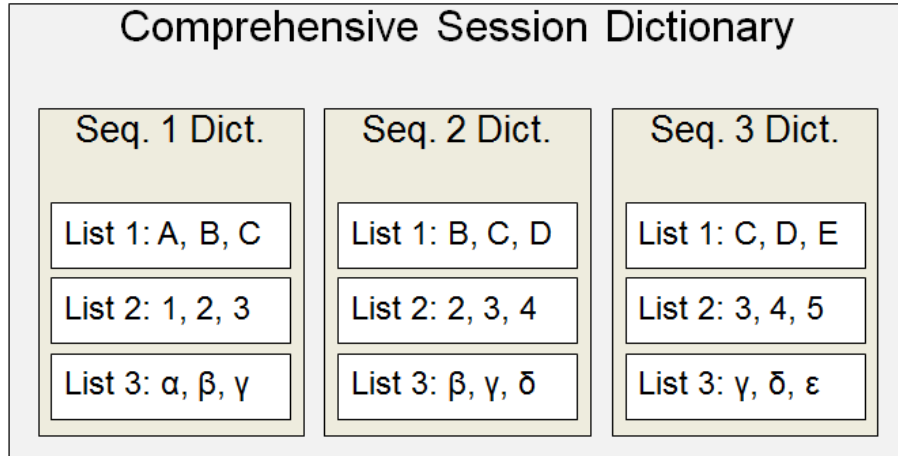 Comprehensive Session Dictionary
Seq. 1 Dict.
List 1: A, B, C
List 2: 1, 2, 3
List 3: α, β, γ
Seq. 2 Dict.
List 1: B, C, D
List 2: 2, 3, 4
List 3: β, γ, δ
Seq. 3 Dict.
List 1: C, D, E
List 2: 3, 4, 5
List 3: γ, δ, ε